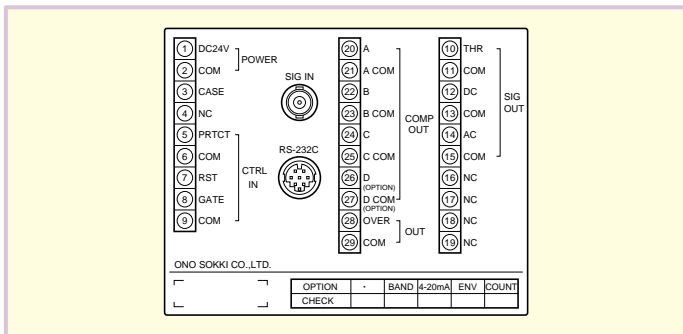 1 DC24V
2 COM
POWER
3 CASE
4 NC
5 PRTCT
6 COM
7 RST
8 GATE
9 COM
CTRL
IN
SIG IN
RS-232C
20 A
21 A COM
22 B
23 B COM
24 C
25 C COM
26 D
(OPTION)
27 D COM
(OPTION)
COMP
OUT
28 OVER
29 COM
OUT
10 THR
11 COM
12 DC
13 COM
14 AC
15 COM
SIG
OUT
16 NC
17 NC
18 NC
19 NC
ONO SOKKI CO.,LTD.
OPTION · BAND 4-20mA ENV COUNT
CHECK